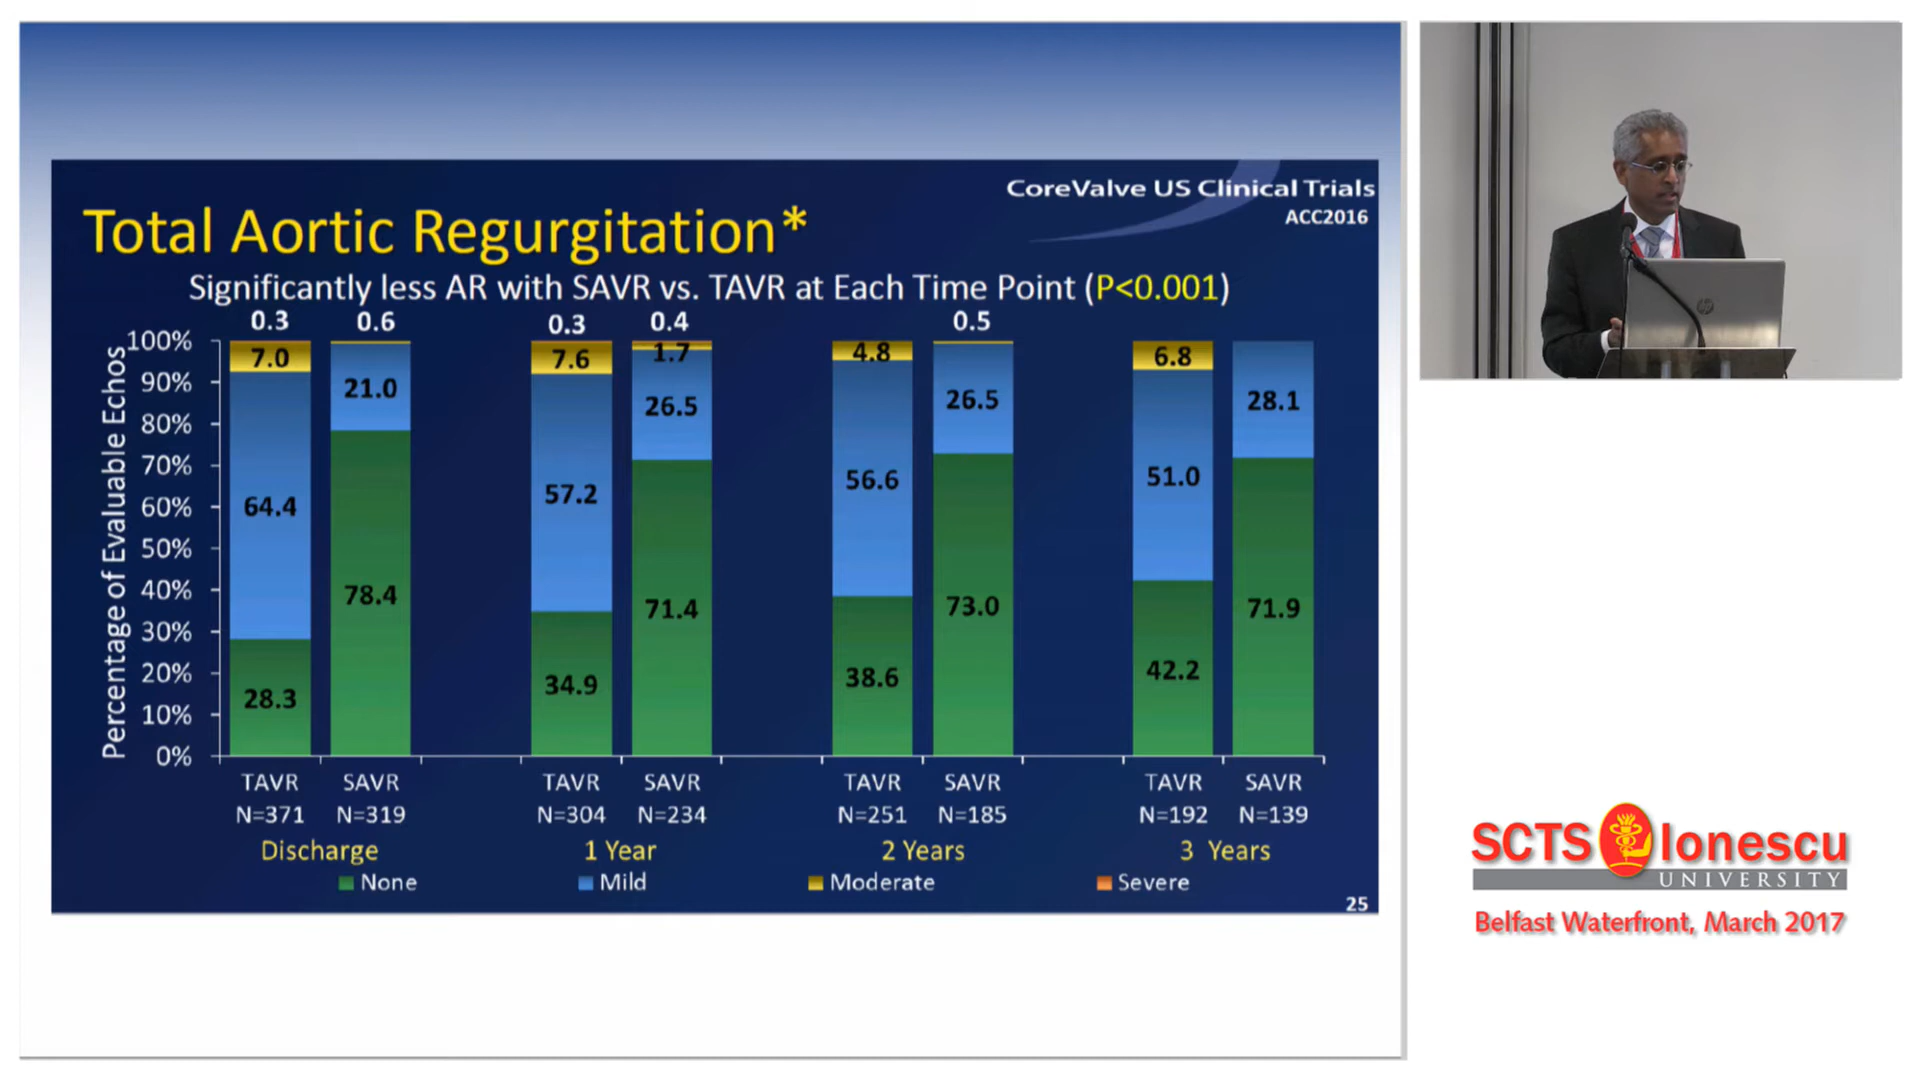 CoreValve US Clinical Trials
ACC2016
Total Aortic Regurgitation*
Significantly less AR with SAVR vs. TAVR at Each Time Point (P<0.001)
0.3 0.6 0.3 0.4 0.5
Percentage of Evaluable Echos
100%
90%
80%
70%
60%
50%
40%
30%
20%
10%
0%
7.0 7.6 1.7 4.8 6.8
21.0 26.5 26.5 28.1
64.4 57.2 56.6 51.0
78.4 71.4 73.0 71.9
28.3 34.9 38.6 42.2
TAVR SAVR TAVR SAVR TAVR SAVR TAVR SAVR
N=371 N=319 N=304 N=234 N=251 N=185 N=192 N=139
Discharge 1 Year 2 Years 3 Years
None Mild Moderate Severe
25
hp
SCTS Ionescu
UNIVERSITY
Belfast Waterfront, March 2017